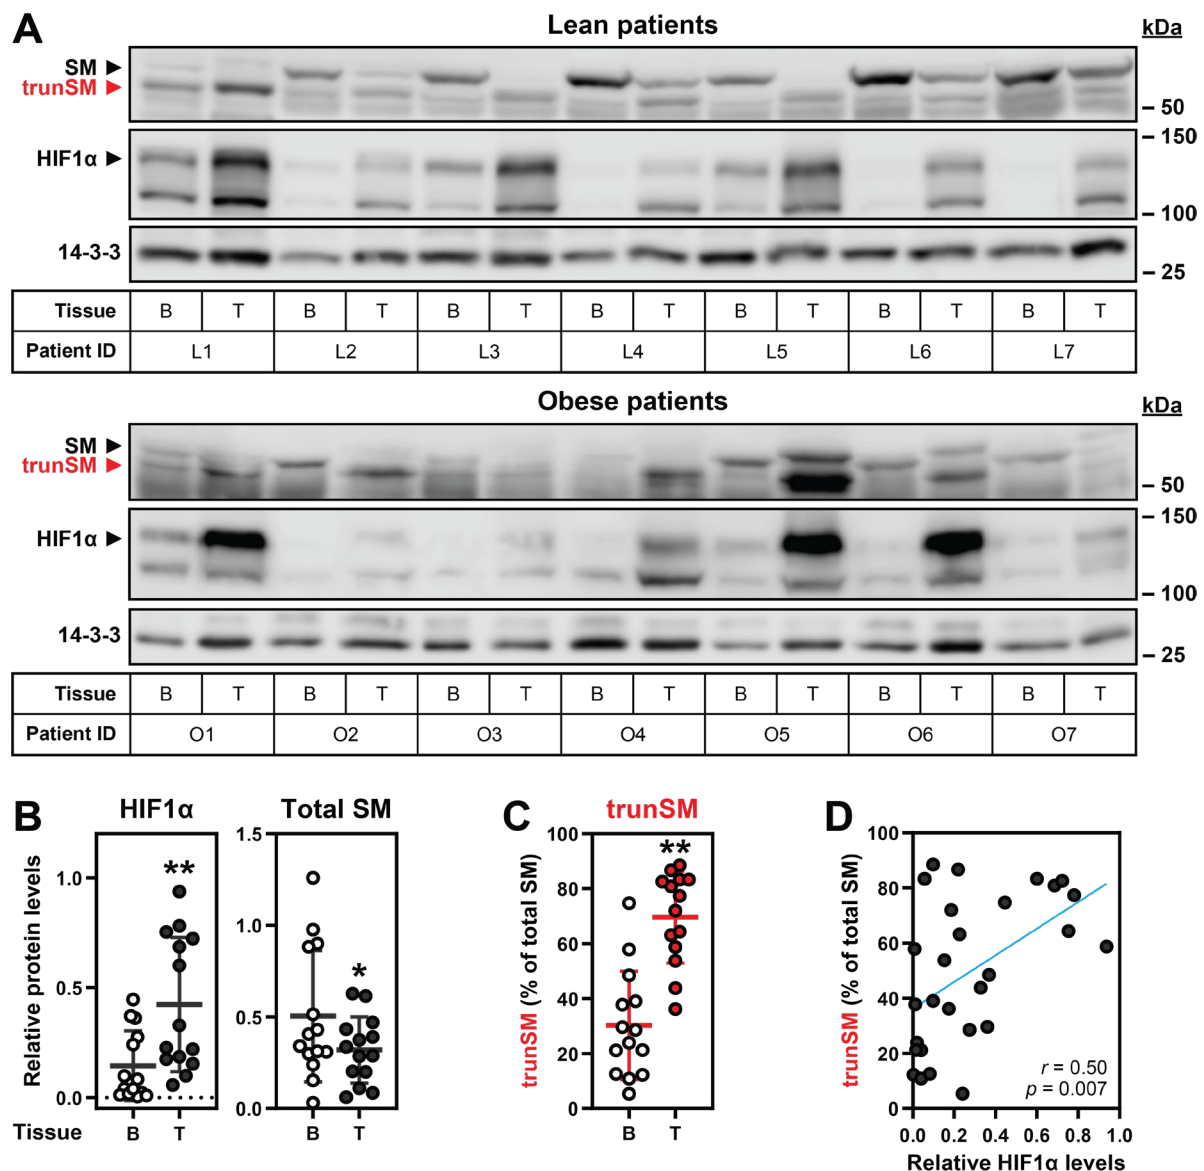 A
Lean patients
kDa
SM
trunSM
50
150
HIF1α
100
14-3-3
25
Tissue B T B T B T B T B T B T B T
Patient ID L1 L2 L3 L4 L5 L6 L7
Obese patients
kDa
SM
trunSM
50
150
HIF1α
100
14-3-3
25
Tissue B T B T B T B T B T B T B T
Patient ID O1 O2 O3 O4 O5 O6 O7
B
HIF1α
Total SM
Relative protein levels
1.0
0.5
0.0
**
1.5
1.0
0.5
0.0
*
Tissue B T B T
C
trunSM
trunSM (% of total SM)
100
80
60
40
20
0
**
B T
D
trunSM (% of total SM)
100
80
60
40
20
0
r = 0.50
p = 0.007
0.0 0.2 0.4 0.6 0.8 1.0
Relative HIF1α levels